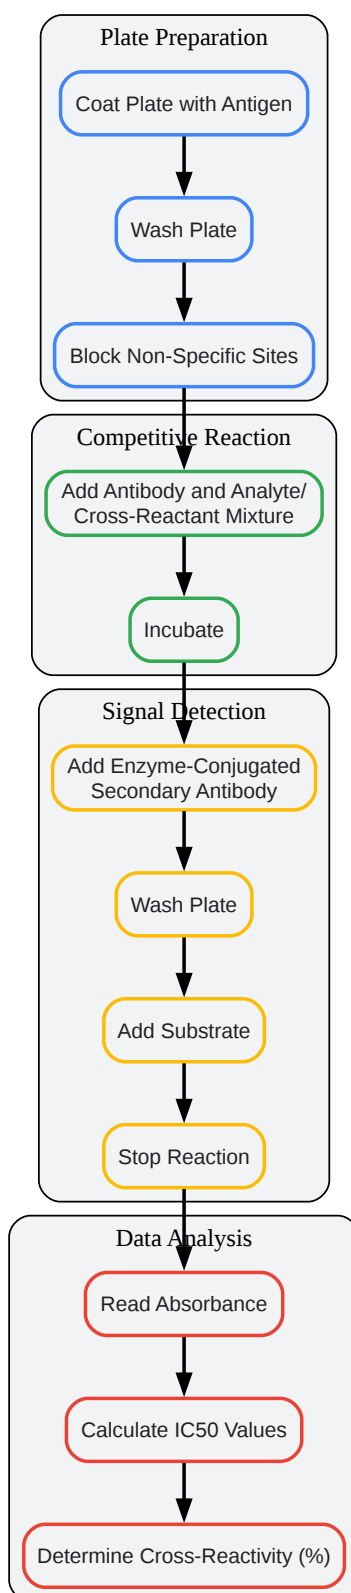 Plate Preparation
Coat Plate with Antigen
Wash Plate
Block Non-Specific Sites
Competitive Reaction
Add Antibody and Analyte/
Cross-Reactant Mixture
Incubate
Signal Detection
Add Enzyme-Conjugated
Secondary Antibody
Wash Plate
Add Substrate
Stop Reaction
Data Analysis
Read Absorbance
Calculate IC50 Values
Determine Cross-Reactivity (%)